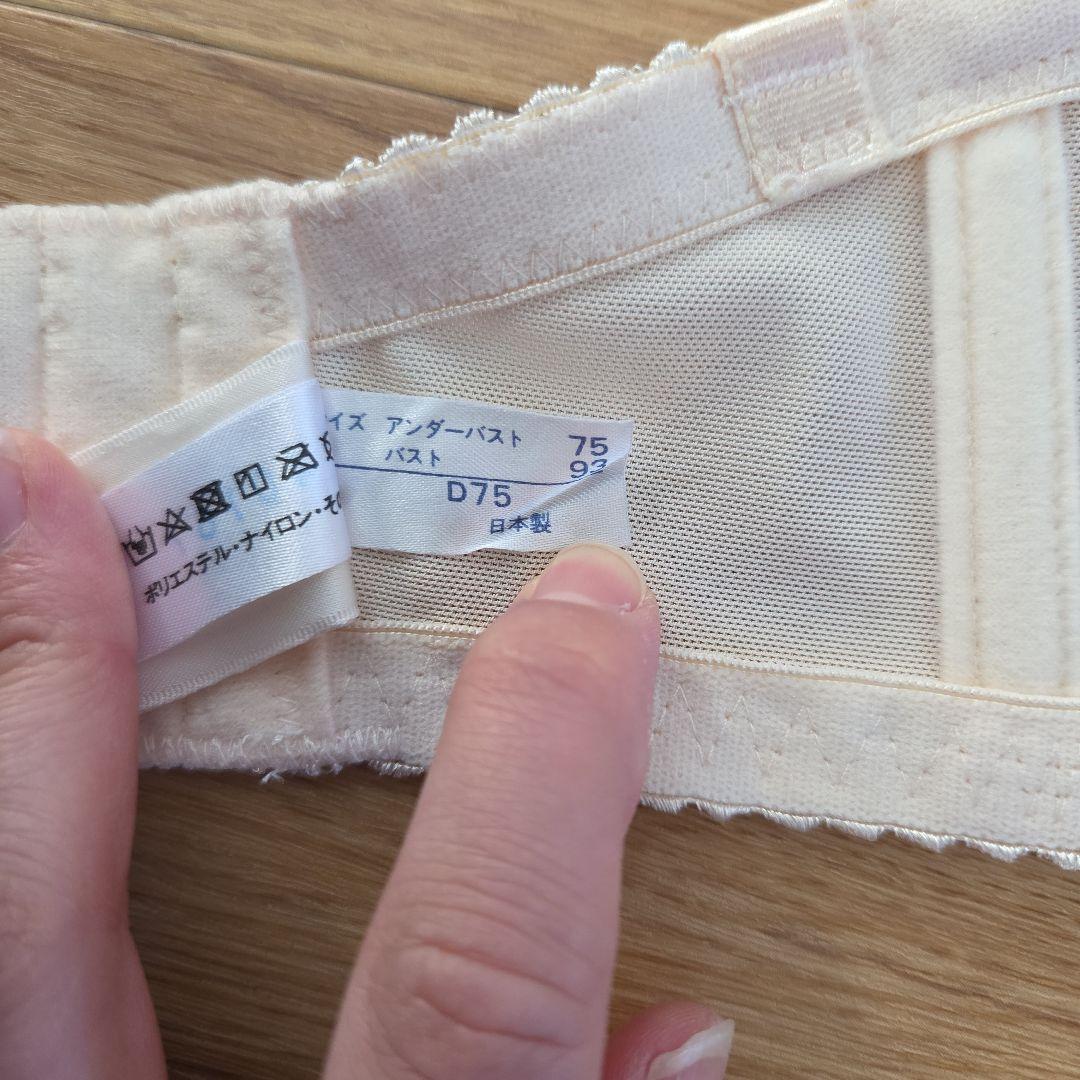 イズ アンダーバスト 75
バスト 93
D75
日本製
ポリエステル・ナイロン・その